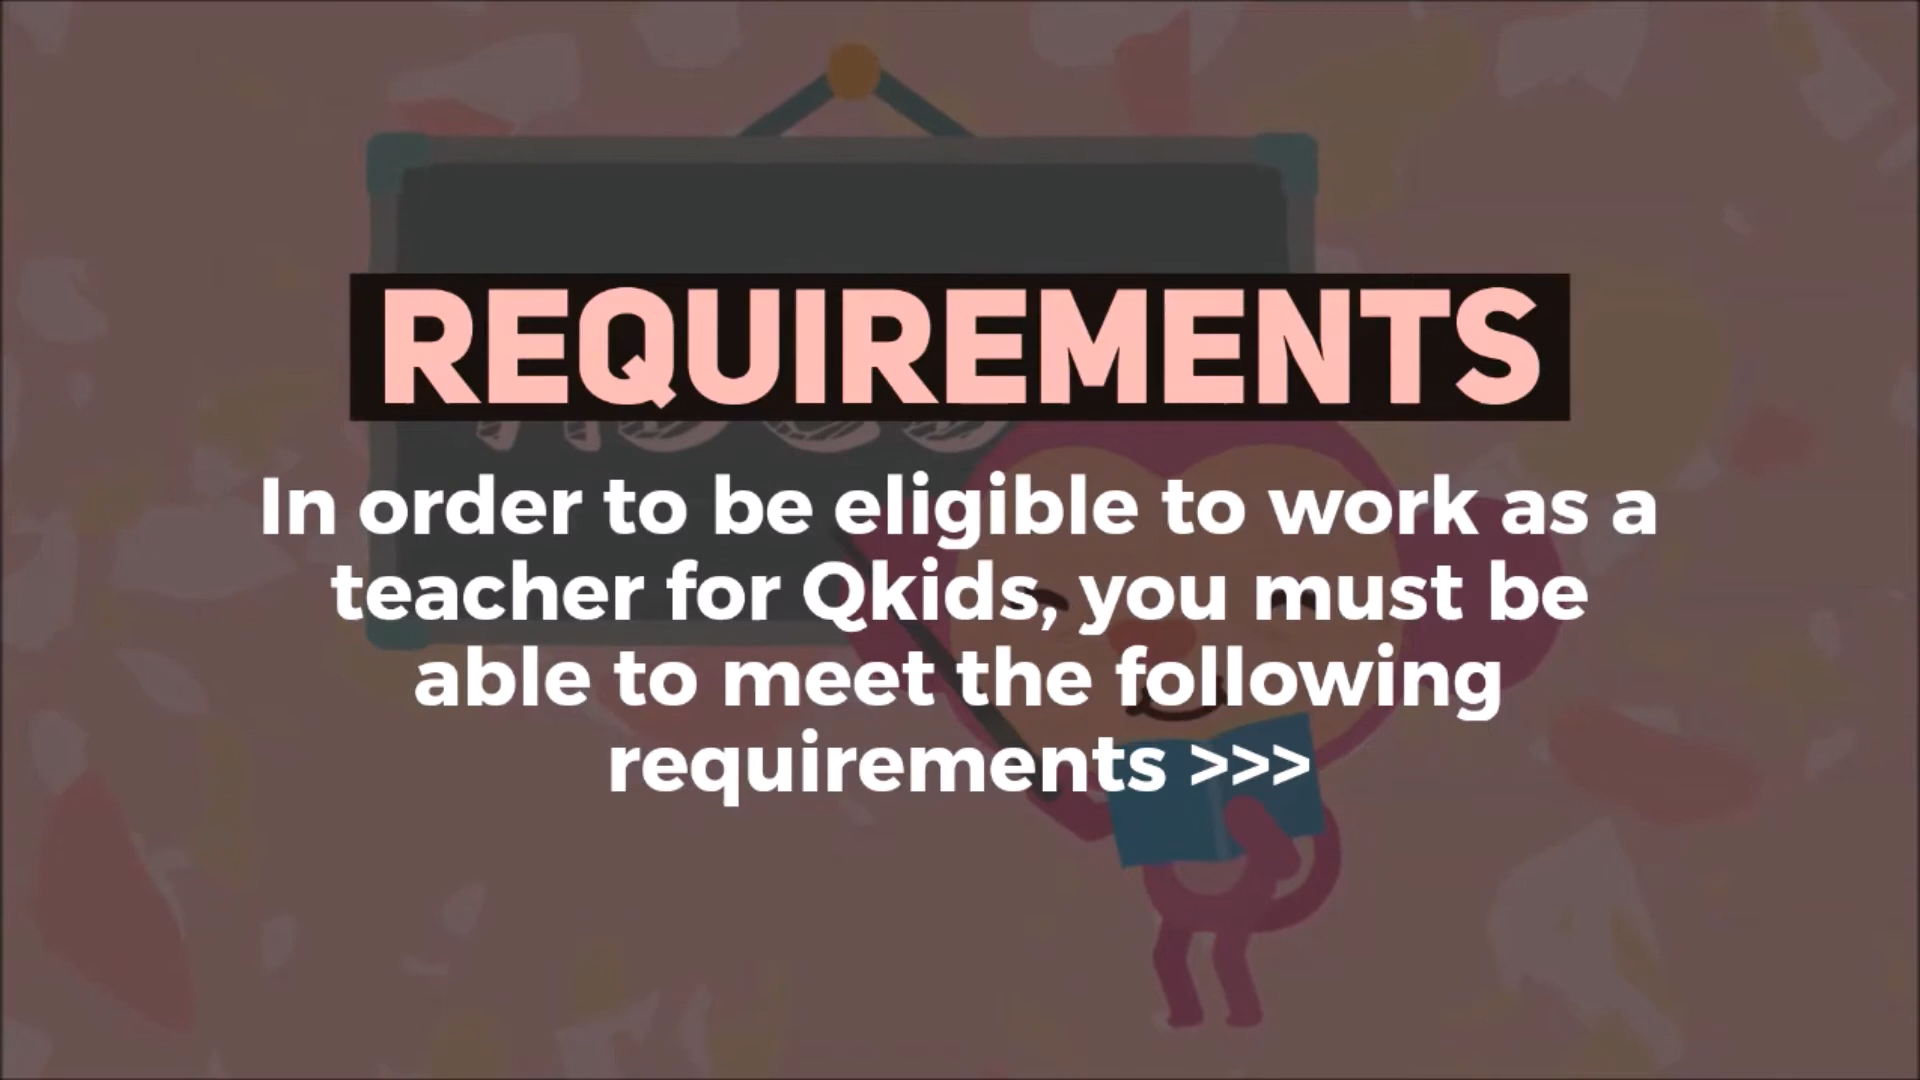 REQUIREMENTS
In order to be eligible to work as a
teacher for Qkids, you must be
able to meet the following
requirements >>>